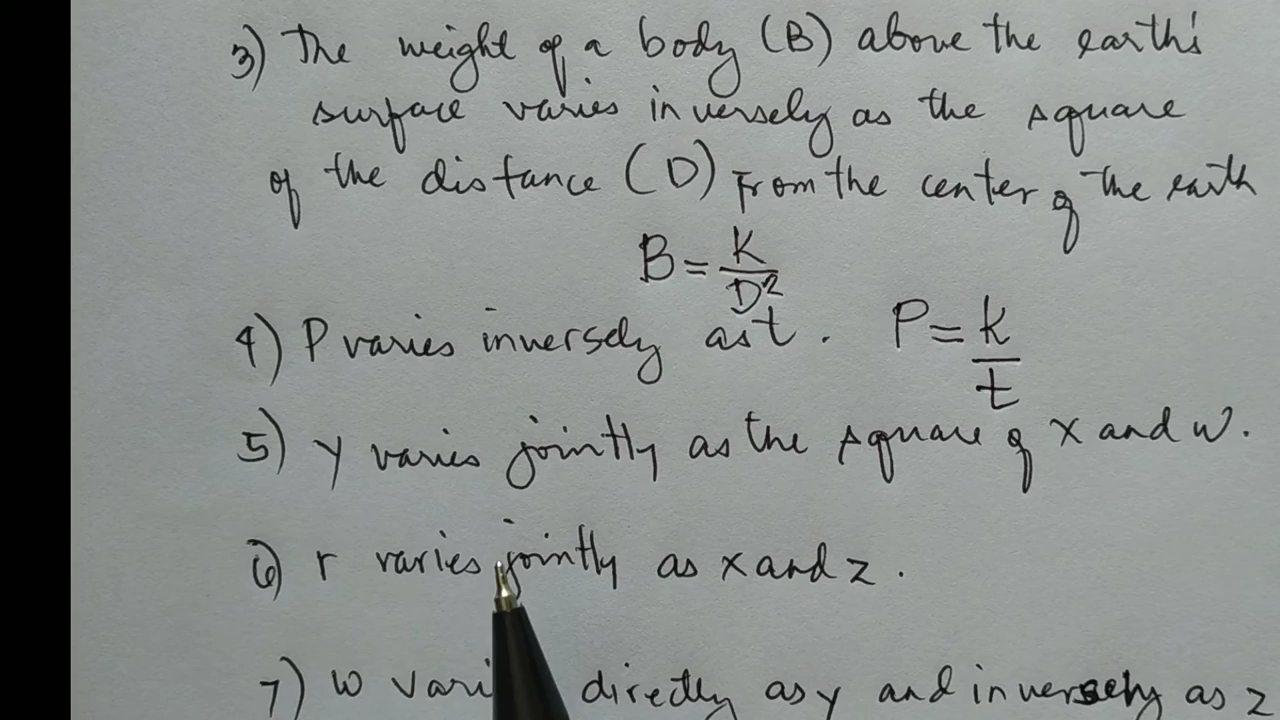 3) The weight of a body (B) above the earth's
surface varies inversely as the square
of the distance (D) from the center of the earth
B = K/D²
4) P varies inversely as t. P = k/t
5) y varies jointly as the square of x and w.
6) r varies jointly as x and z.
7) w vari directly as y and inversely as z